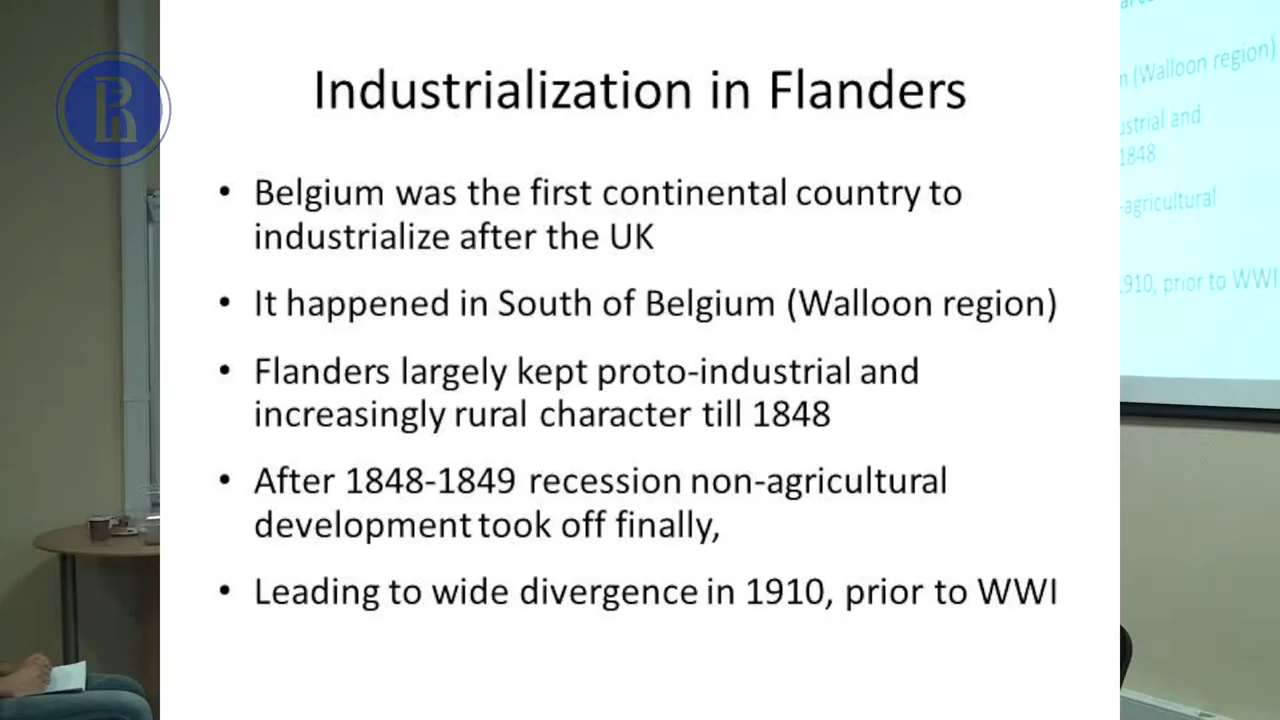 Industrialization in Flanders
• Belgium was the first continental country to
industrialize after the UK
• It happened in South of Belgium (Walloon region)
• Flanders largely kept proto-industrial and
increasingly rural character till 1848
• After 1848-1849 recession non-agricultural
development took off finally,
• Leading to wide divergence in 1910, prior to WWI
(Walloon region)
and
1848
-agricultural
1910, prior to WWI